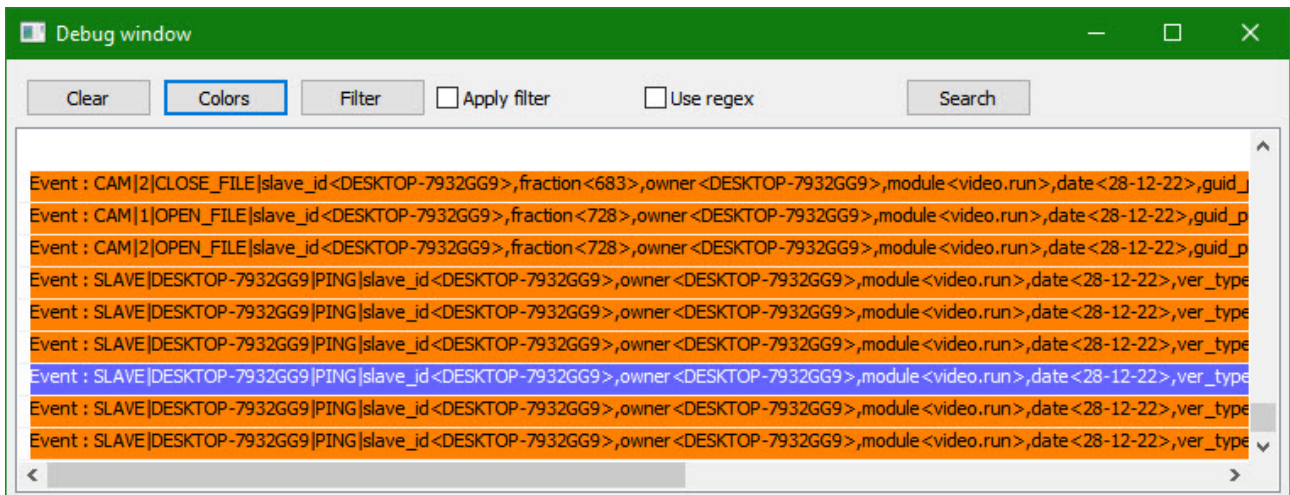 Debug window
Clear Colors Filter Apply filter Use regex Search
Event : CAM|2|CLOSE_FILE|slave_id<DESKTOP-7932GG9>,fraction<683>,owner<DESKTOP-7932GG9>,module<video.run>,date<28-12-22>,guid_
Event : CAM|1|OPEN_FILE|slave_id<DESKTOP-7932GG9>,fraction<728>,owner<DESKTOP-7932GG9>,module<video.run>,date<28-12-22>,guid_p
Event : CAM|2|OPEN_FILE|slave_id<DESKTOP-7932GG9>,fraction<728>,owner<DESKTOP-7932GG9>,module<video.run>,date<28-12-22>,guid_p
Event : SLAVE|DESKTOP-7932GG9|PING|slave_id<DESKTOP-7932GG9>,owner<DESKTOP-7932GG9>,module<video.run>,date<28-12-22>,ver_type
Event : SLAVE|DESKTOP-7932GG9|PING|slave_id<DESKTOP-7932GG9>,owner<DESKTOP-7932GG9>,module<video.run>,date<28-12-22>,ver_type
Event : SLAVE|DESKTOP-7932GG9|PING|slave_id<DESKTOP-7932GG9>,owner<DESKTOP-7932GG9>,module<video.run>,date<28-12-22>,ver_type
Event : SLAVE|DESKTOP-7932GG9|PING|slave_id<DESKTOP-7932GG9>,owner<DESKTOP-7932GG9>,module<video.run>,date<28-12-22>,ver_type
Event : SLAVE|DESKTOP-7932GG9|PING|slave_id<DESKTOP-7932GG9>,owner<DESKTOP-7932GG9>,module<video.run>,date<28-12-22>,ver_type
Event : SLAVE|DESKTOP-7932GG9|PING|slave_id<DESKTOP-7932GG9>,owner<DESKTOP-7932GG9>,module<video.run>,date<28-12-22>,ver_type